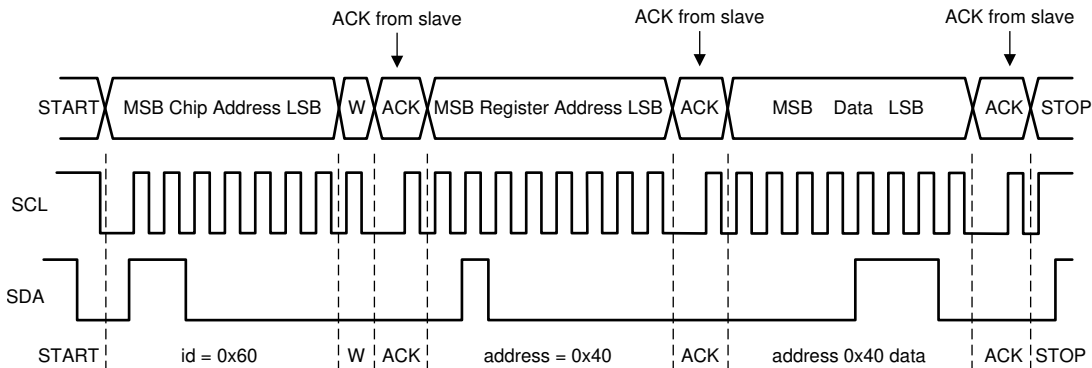 ACK from slave ACK from slave ACK from slave
START MSB Chip Address LSB W ACK MSB Register Address LSB ACK MSB Data LSB ACK STOP
SCL
SDA
START id = 0x60 W ACK address = 0x40 ACK address 0x40 data ACK STOP